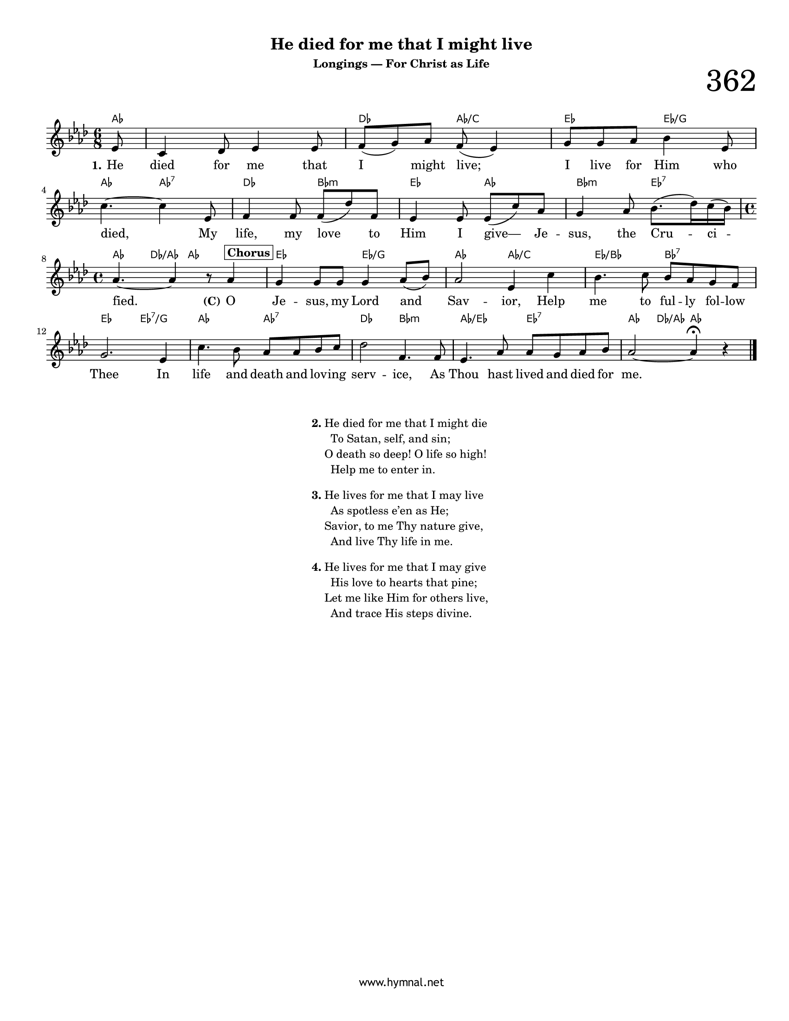 He died for me that I might live
Longings — For Christ as Life
362
A♭ D♭ A♭/C E♭ E♭/G
1. He died for me that I might live; I live for Him who
4
A♭ A♭7 D♭ B♭m E♭ A♭ B♭m E♭7
died, My life, my love to Him I give— Je - sus, the Cru - ci -
8
A♭ D♭/A♭ A♭ Chorus E♭ E♭/G A♭ A♭/C E♭/B♭ B♭7
fied. (C) O Je - sus, my Lord and Sav - ior, Help me to ful - ly fol-low
12
E♭ E♭7/G A♭ A♭7 D♭ B♭m A♭/E♭ E♭7 A♭ D♭/A♭ A♭
Thee In life and death and loving serv - ice, As Thou hast lived and died for me.
2. He died for me that I might die
To Satan, self, and sin;
O death so deep! O life so high!
Help me to enter in.
3. He lives for me that I may live
As spotless e'en as He;
Savior, to me Thy nature give,
And live Thy life in me.
4. He lives for me that I may give
His love to hearts that pine;
Let me like Him for others live,
And trace His steps divine.
www.hymnal.net